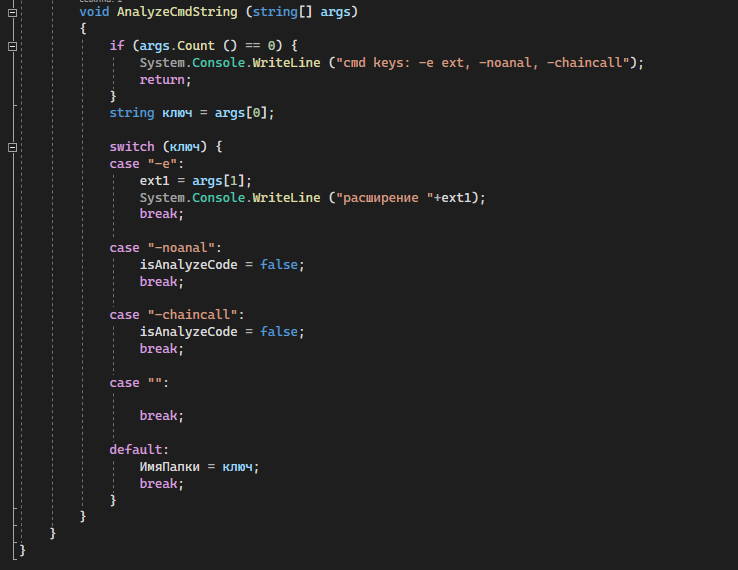 void AnalyzeCmdString (string[] args)
{
if (args.Count () == 0) {
System.Console.WriteLine ("cmd keys: -e ext, -noanal, -chaincall");
return;
}
string ключ = args[0];
switch (ключ) {
case "-e":
ext1 = args[1];
System.Console.WriteLine ("расширение "+ext1);
break;
case "-noanal":
isAnalyzeCode = false;
break;
case "-chaincall":
isAnalyzeCode = false;
break;
case "":
break;
default:
ИмяПапки = ключ;
break;
}
}
}
}